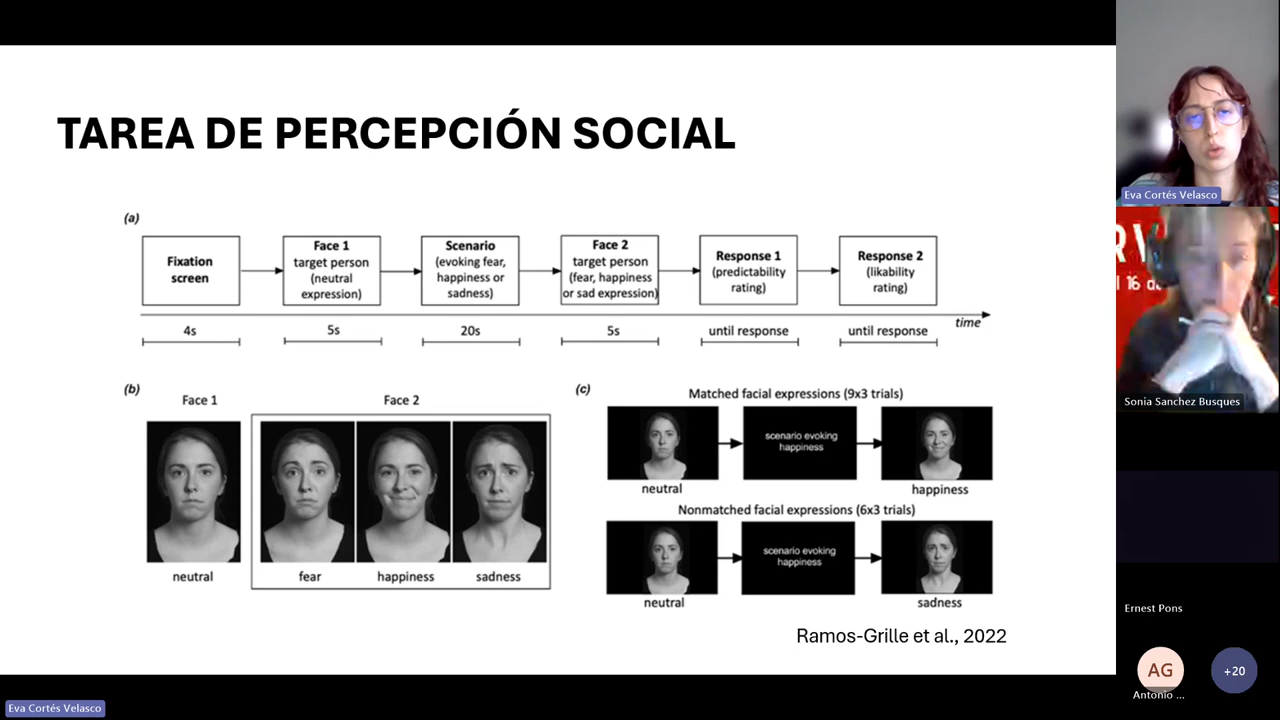 TAREA DE PERCEPCIÓN SOCIAL
(a)
Fixation
screen
Face 1
target person
(neutral
expression)
Scenario
(evoking fear,
happiness or
sadness)
Face 2
target person
(fear, happiness
or sad expression)
Response 1
(predictability
rating)
Response 2
(likability
rating)
time
4s
5s
20s
5s
until response
until response
(b)
Face 1
Face 2
neutral
fear
happiness
sadness
(c)
Matched facial expressions (9x3 trials)
scenario evoking
happiness
neutral
happiness
Nonmatched facial expressions (6x3 trials)
scenario evoking
happiness
neutral
sadness
Ramos-Grille et al., 2022
Eva Cortés Velasco
Eva Cortés Velasco
Sonia Sanchez Busques
Ernest Pons
AG
Antonio ...
+20